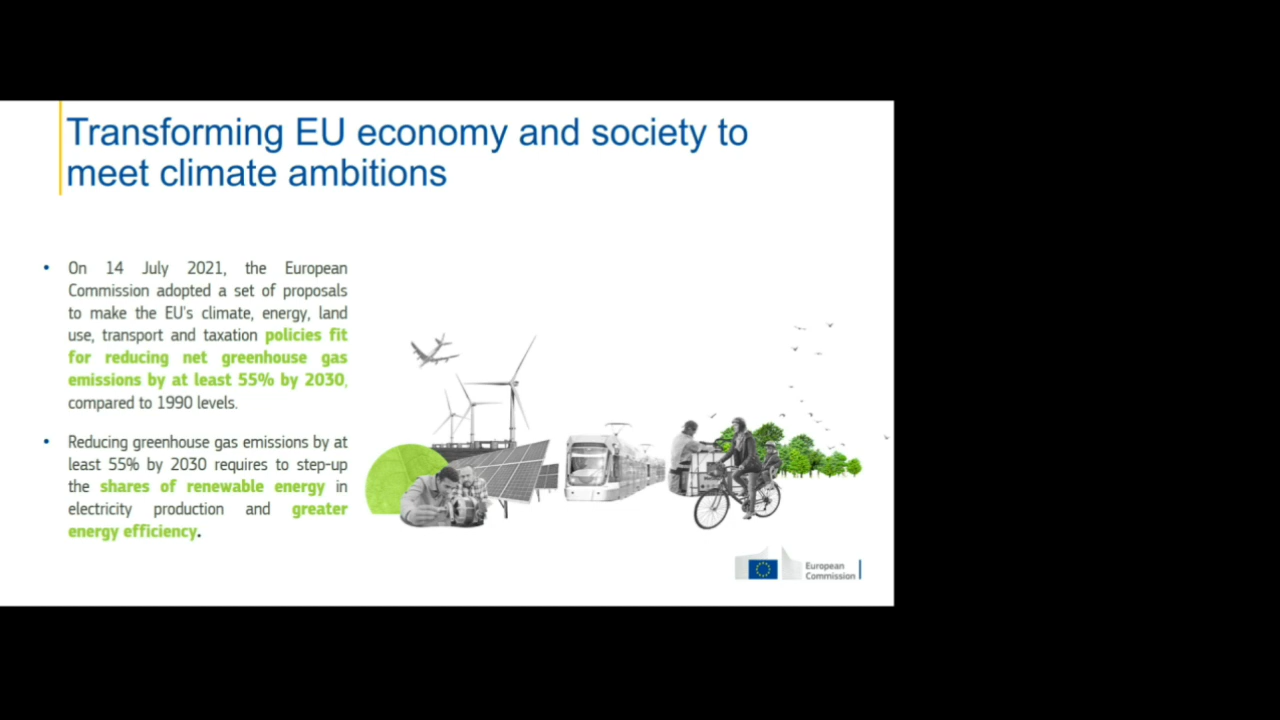 Transforming EU economy and society to
meet climate ambitions
• On 14 July 2021, the European
Commission adopted a set of proposals
to make the EU's climate, energy, land
use, transport and taxation policies fit
for reducing net greenhouse gas
emissions by at least 55% by 2030,
compared to 1990 levels.
• Reducing greenhouse gas emissions by at
least 55% by 2030 requires to step-up
the shares of renewable energy in
electricity production and greater
energy efficiency.
European
Commission